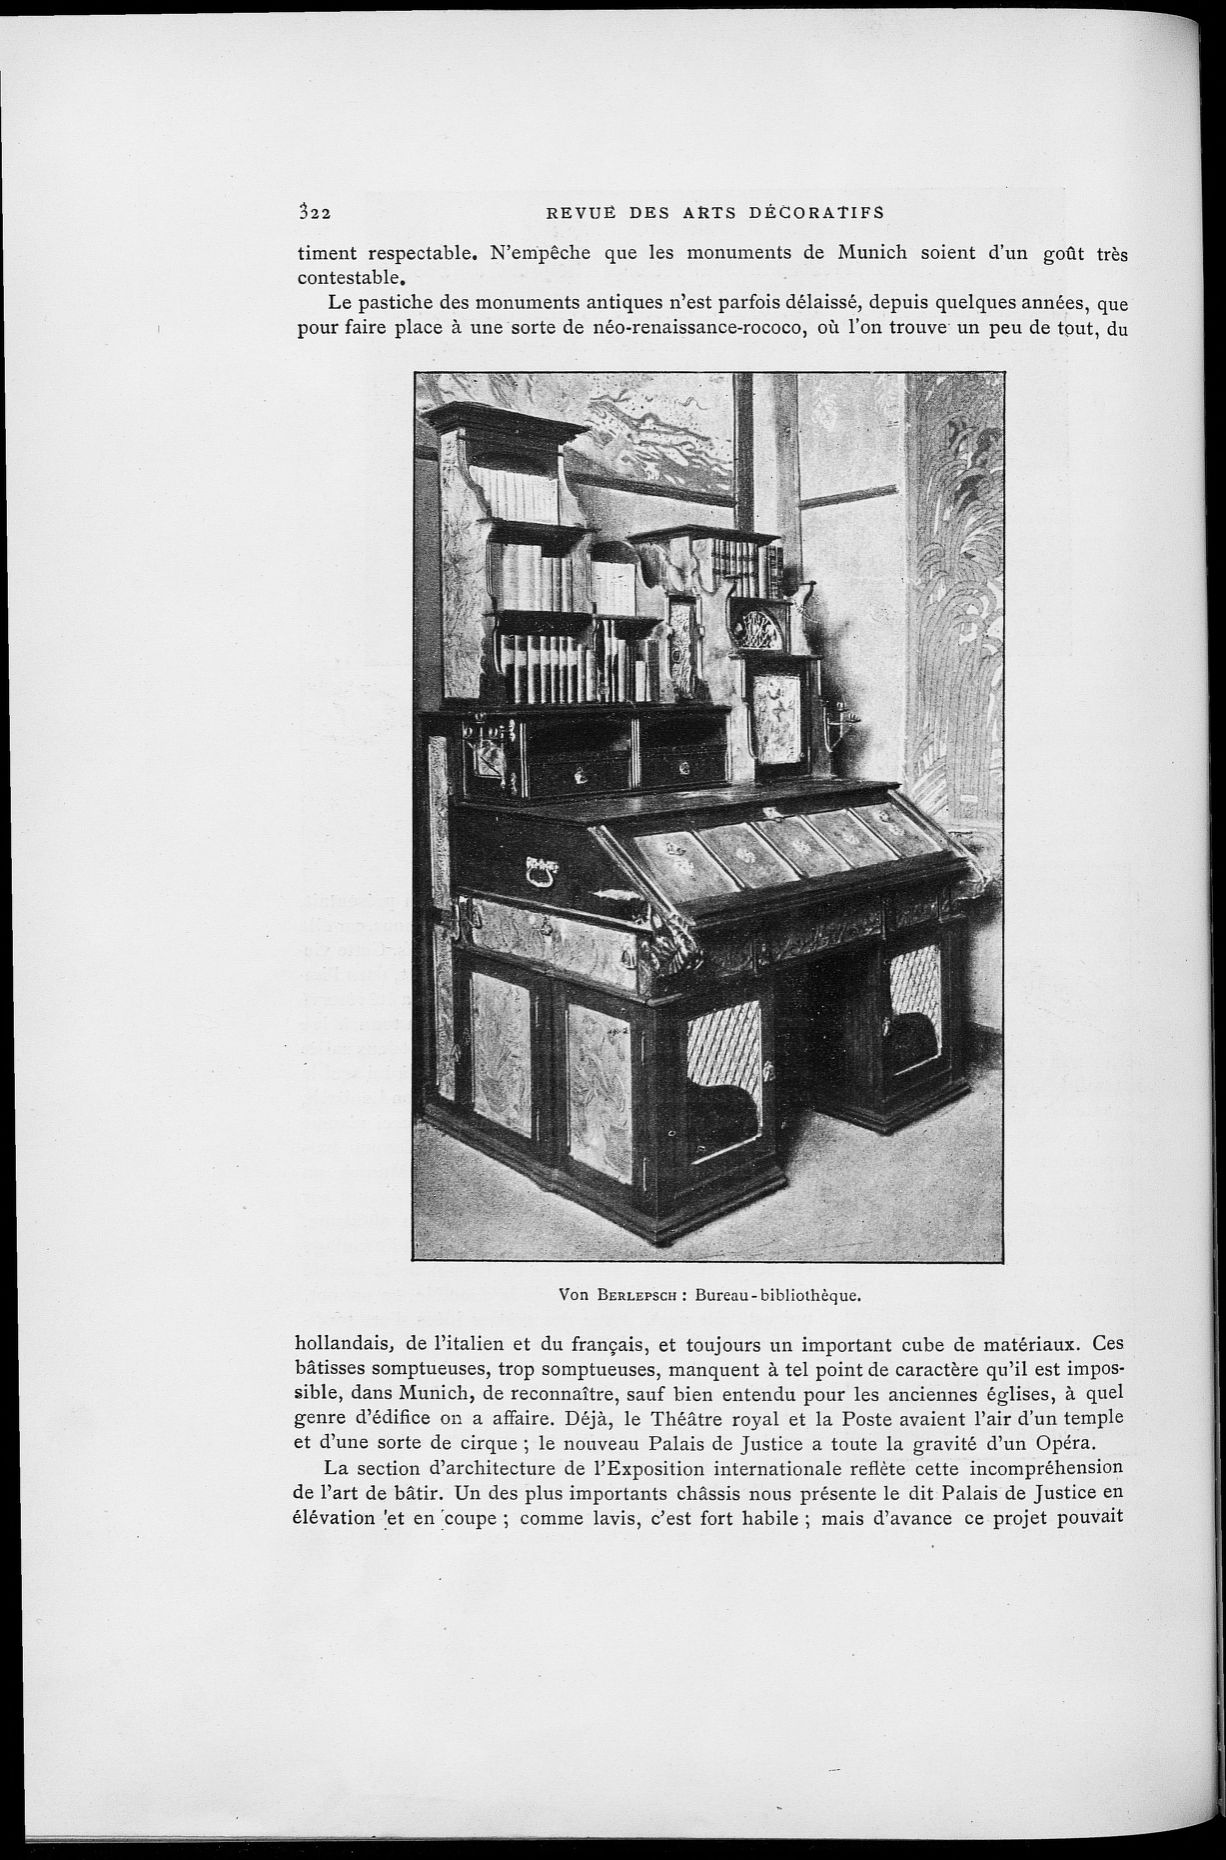 322
REVUE DES ARTS DÉCORATIFS
timent respectable. N'empêche que les monuments de Munich soient d'un goût très
contestable.
Le pastiche des monuments antiques n'est parfois délaissé, depuis quelques années, que
pour faire place à une sorte de néo-renaissance-rococo, où l'on trouve un peu de tout, du
Von BERLEPSCH : Bureau-bibliothèque.
hollandais, de l'italien et du français, et toujours un important cube de matériaux. Ces
bâtisses somptueuses, trop somptueuses, manquent à tel point de caractère qu'il est impos-
sible, dans Munich, de reconnaître, sauf bien entendu pour les anciennes églises, à quel
genre d'édifice on a affaire. Déjà, le Théâtre royal et la Poste avaient l'air d'un temple
et d'une sorte de cirque ; le nouveau Palais de Justice a toute la gravité d'un Opéra.
La section d'architecture de l'Exposition internationale reflète cette incompréhension
de l'art de bâtir. Un des plus importants châssis nous présente le dit Palais de Justice en
élévation et en coupe ; comme lavis, c'est fort habile ; mais d'avance ce projet pouvait